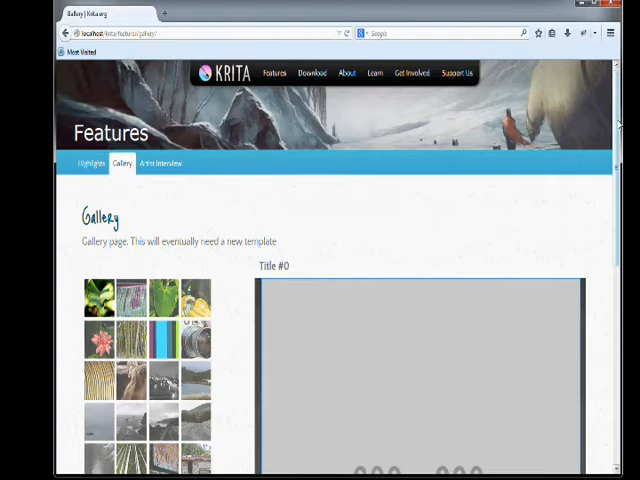 Gallery | Krita.org
localhost/krita/features/gallery/
Google
Most Visited
KRITA
Features
Download
About
Learn
Get Involved
Support Us
Features
Highlights
Gallery
Artist Interview
Gallery
Gallery page. This will eventually need a new template
Title #0